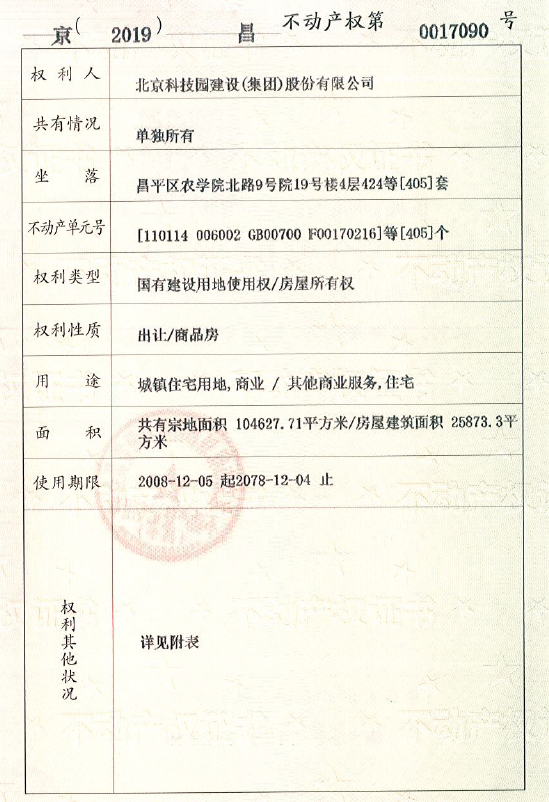 京( 2019 ) 昌 不动产权第 0017090 号
权利人 北京科技园建设(集团)股份有限公司
共有情况 单独所有
坐落 昌平区农学院北路9号院19号楼4层424等[405]套
不动产单元号 [110114 006002 GB00700 F00170216]等[405]个
权利类型 国有建设用地使用权/房屋所有权
权利性质 出让/商品房
用途 城镇住宅用地,商业 / 其他商业服务,住宅
面积 共有宗地面积 104627.71平方米/房屋建筑面积 25873.3平
方米
使用期限 2008-12-05 起2078-12-04 止
权利其他状况 详见附表